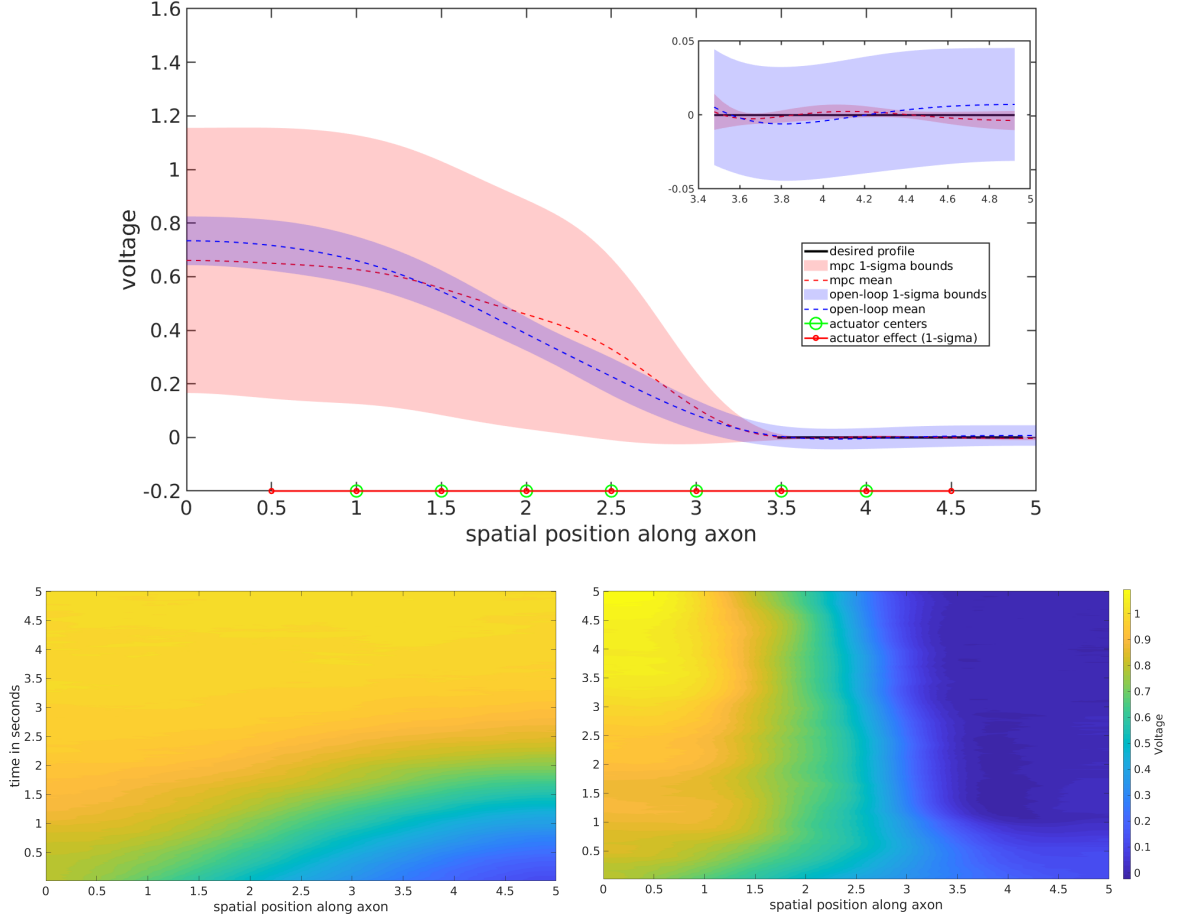 1.6
1.4
1.2
1
0.8
0.6
0.4
0.2
0
-0.2
voltage
0 0.5 1 1.5 2 2.5 3 3.5 4 4.5 5
spatial position along axon
0.05
0
-0.05
3.4 3.6 3.8 4 4.2 4.4 4.6 4.8 5
desired profile
mpc 1-sigma bounds
mpc mean
open-loop 1-sigma bounds
open-loop mean
actuator centers
actuator effect (1-sigma)
5
4.5
4
3.5
3
2.5
2
1.5
1
0.5
time in seconds
0 0.5 1 1.5 2 2.5 3 3.5 4 4.5 5
spatial position along axon
5
4.5
4
3.5
3
2.5
2
1.5
1
0.5
0 0.5 1 1.5 2 2.5 3 3.5 4 4.5 5
spatial position along axon
1
0.9
0.8
0.7
0.6
0.5
0.4
0.3
0.2
0.1
0
Voltage